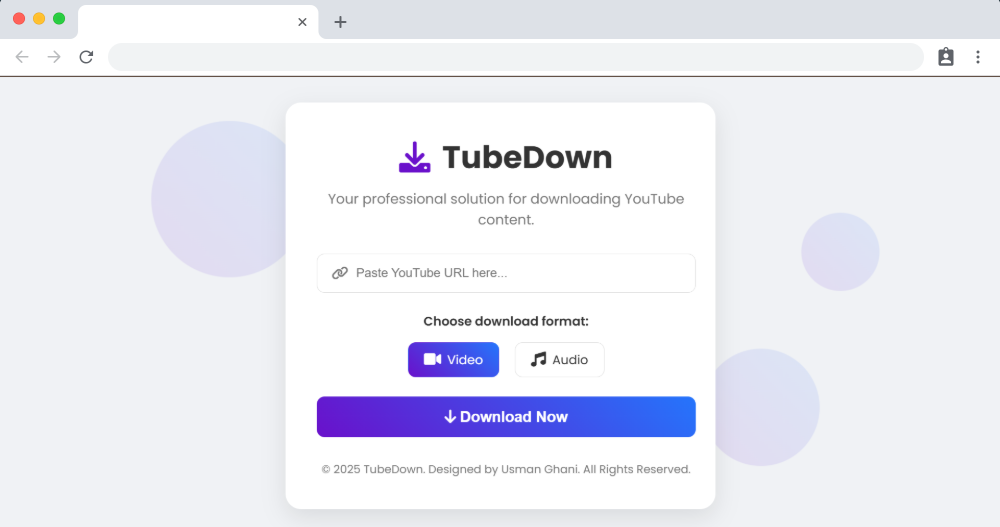 TubeDown
Your professional solution for downloading YouTube
content.
Paste YouTube URL here...
Choose download format:
Video
Audio
Download Now
© 2025 TubeDown. Designed by Usman Ghani. All Rights Reserved.